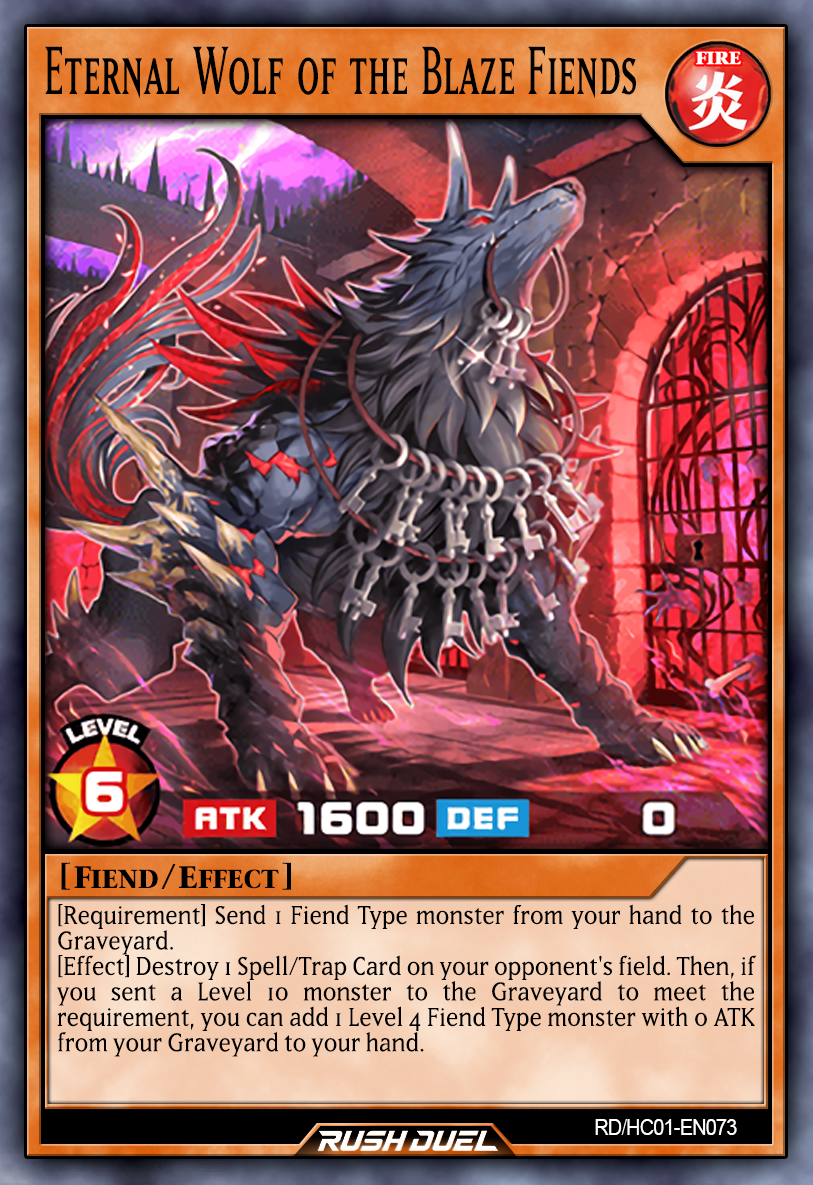 Eternal Wolf of the Blaze Fiends
FIRE
炎
LEVEL
6
ATK 1600 DEF 0
[Fiend/Effect]
[Requirement] Send 1 Fiend Type monster from your hand to the
Graveyard.
[Effect] Destroy 1 Spell/Trap Card on your opponent's field. Then, if
you sent a Level 10 monster to the Graveyard to meet the
requirement, you can add 1 Level 4 Fiend Type monster with 0 ATK
from your Graveyard to your hand.
RD/HC01-EN073
RUSH DUEL